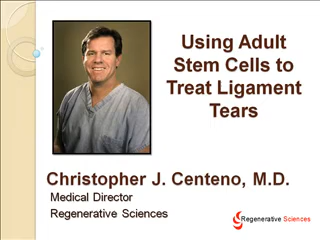 Using Adult
Stem Cells to
Treat Ligament
Tears
Christopher J. Centeno, M.D.
Medical Director
Regenerative Sciences
Regenerative Sciences